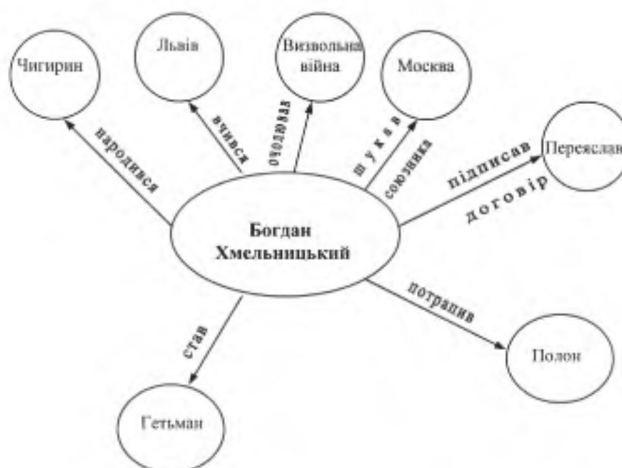 Чигирин
Львів
Визвольна
війна
Москва
Переяслав
народився
вчився
очолював
шукав
союзника
підписав
договір
Богдан
Хмельницький
потрапив
став
Полон
Гетьман